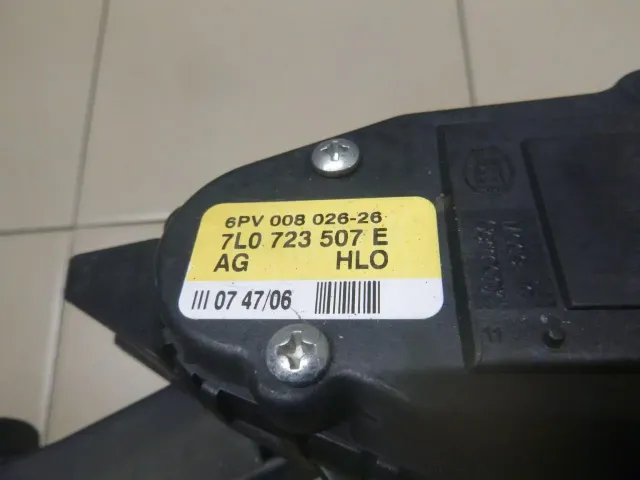 6PV 008 026-26
7L0 723 507 E
AG HLO
III 07 47/06